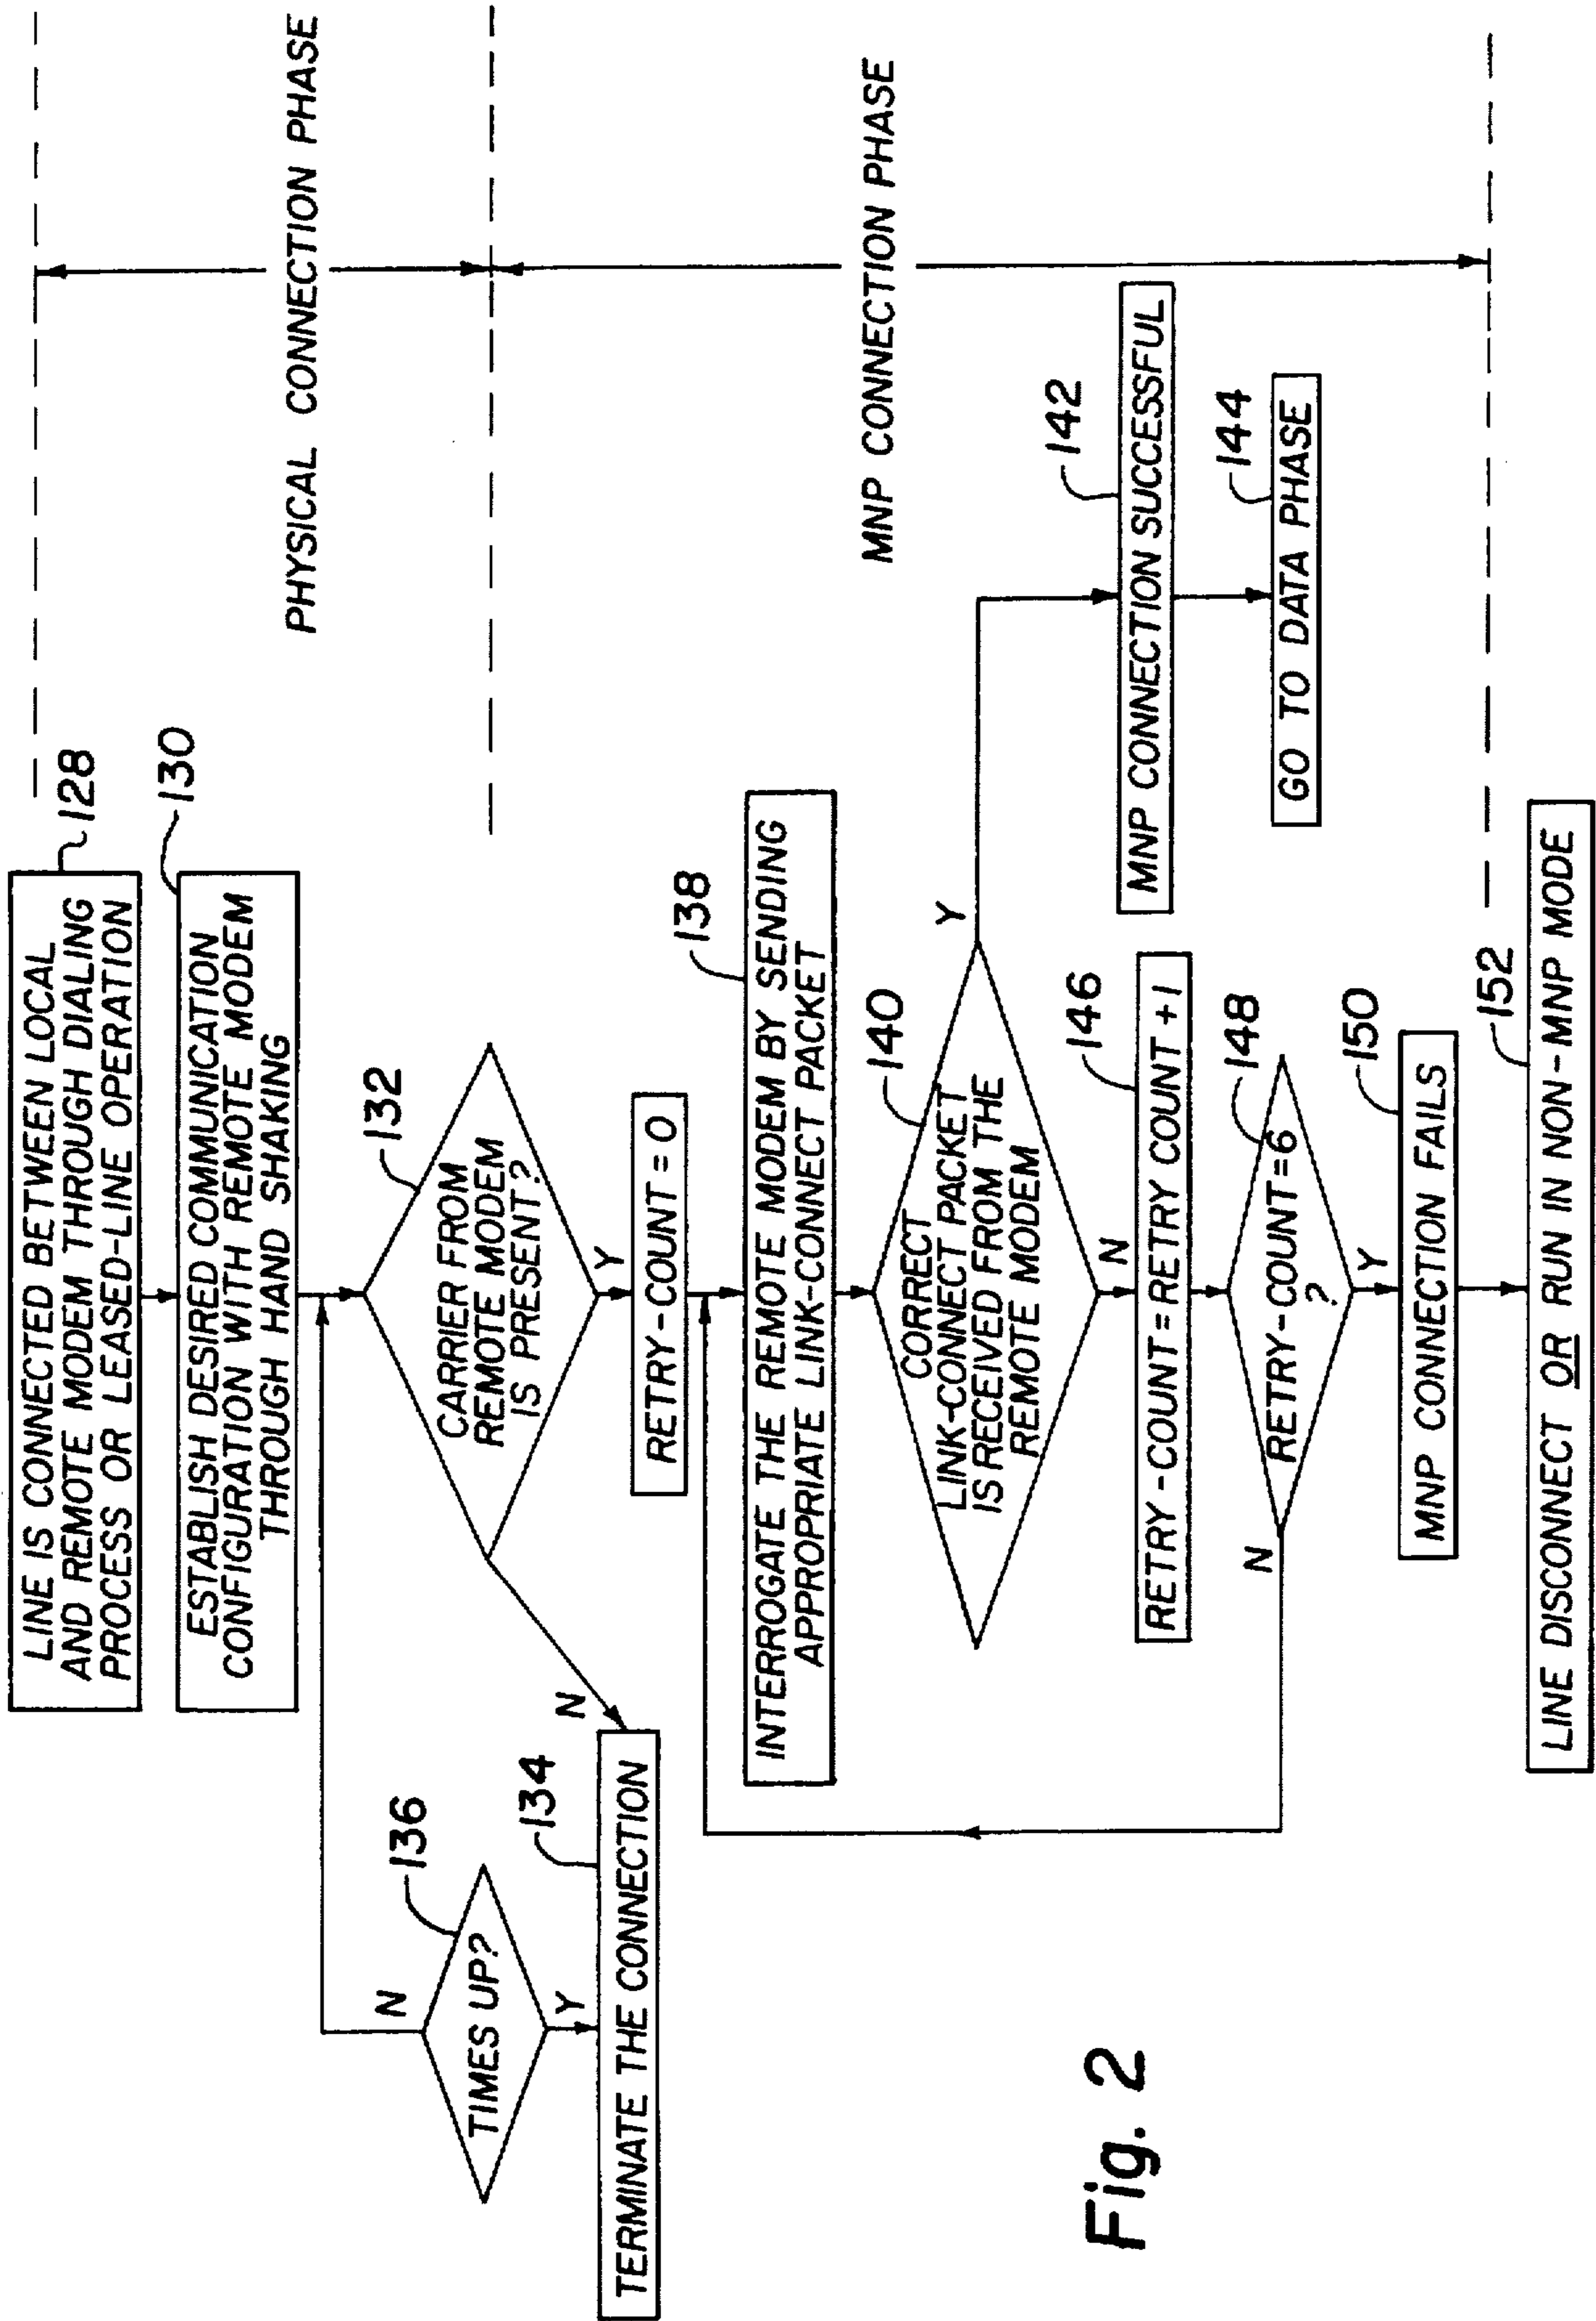 LINE IS CONNECTED BETWEEN LOCAL
AND REMOTE MODEM THROUGH DIALING
PROCESS OR LEASED-LINE OPERATION
128
ESTABLISH DESIRED COMMUNICATION
CONFIGURATION WITH REMOTE MODEM
THROUGH HAND SHAKING
130
PHYSICAL CONNECTION PHASE
CARRIER FROM
REMOTE MODEM
IS PRESENT?
132
N
Y
TIMES UP?
136
N
Y
TERMINATE THE CONNECTION
134
RETRY-COUNT = 0
INTERROGATE THE REMOTE MODEM BY SENDING
APPROPRIATE LINK-CONNECT PACKET
138
MNP CONNECTION PHASE
CORRECT
LINK-CONNECT PACKET
IS RECEIVED FROM THE
REMOTE MODEM
140
Y
N
MNP CONNECTION SUCCESSFUL
142
GO TO DATA PHASE
144
RETRY-COUNT=RETRY COUNT +1
146
RETRY-COUNT=6
?
148
N
Y
MNP CONNECTION FAILS
150
LINE DISCONNECT OR RUN IN NON-MNP MODE
152
Fig. 2